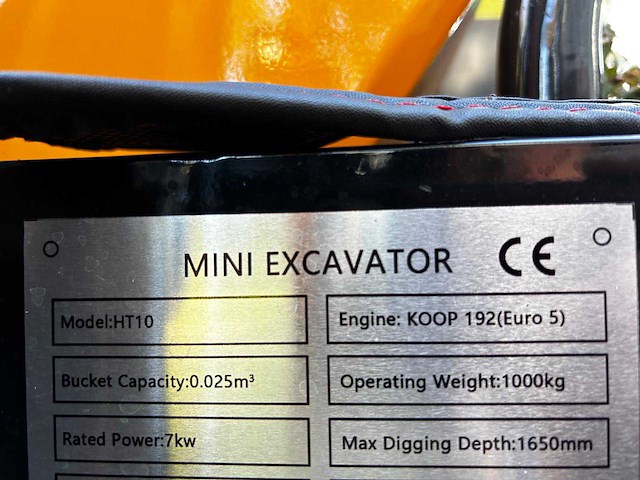 MINI EXCAVATOR CE
Model:HT10
Engine: KOOP 192(Euro 5)
Bucket Capacity:0.025m³
Operating Weight:1000kg
Rated Power:7kw
Max Digging Depth:1650mm